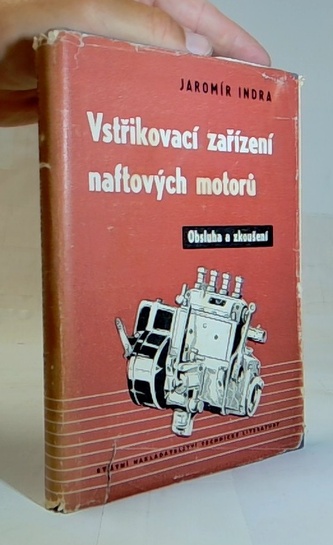 JAROMÍR INDRA
Vstřikovací zařízení
naftových motorů
Obsluha a zkoušení
STÁTNÍ NAKLADATELSTVÍ TECHNICKÉ LITERATURY